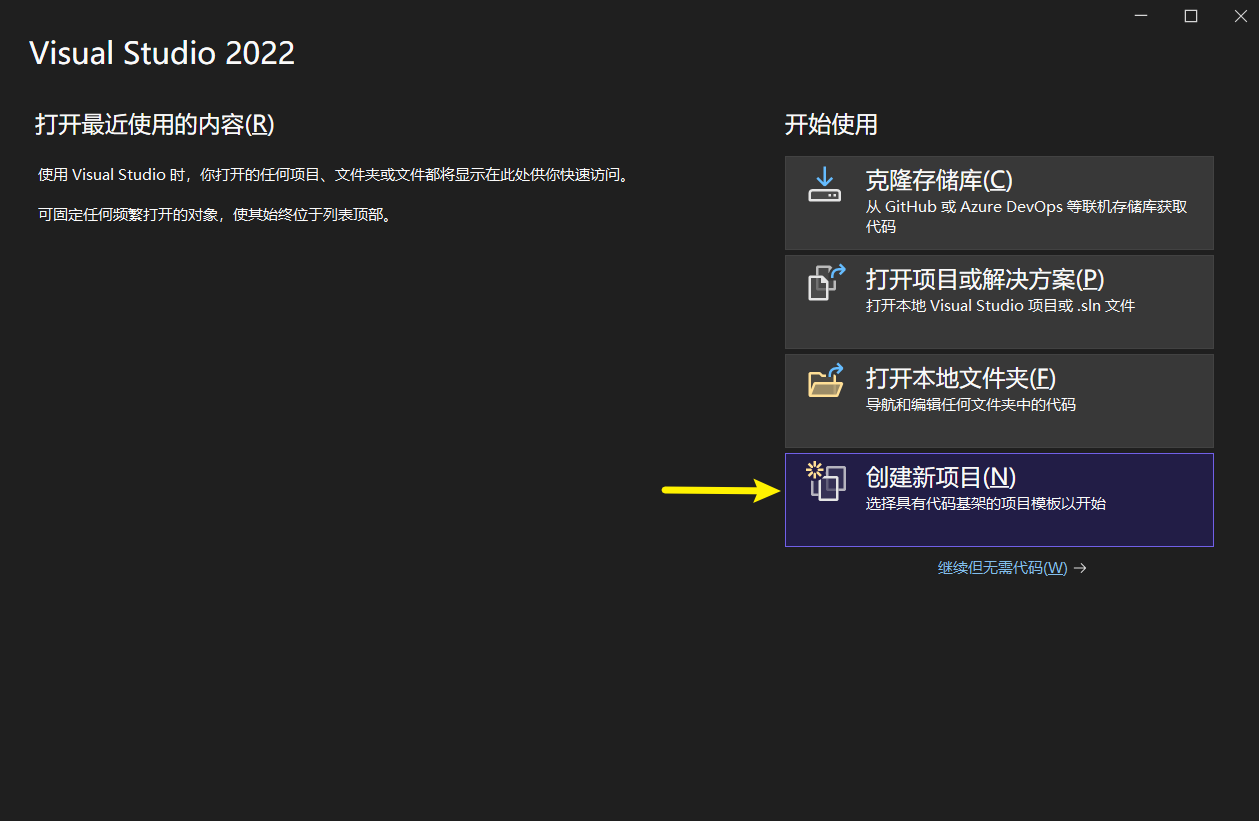 Visual Studio 2022
打开最近使用的内容(R)
使用 Visual Studio 时，你打开的任何项目、文件夹或文件都将显示在此处供你快速访问。
可固定任何频繁打开的对象，使其始终位于列表顶部。
开始使用
克隆存储库(C)
从 GitHub 或 Azure DevOps 等联机存储库获取
代码
打开项目或解决方案(P)
打开本地 Visual Studio 项目或 .sln 文件
打开本地文件夹(F)
导航和编辑任何文件夹中的代码
创建新项目(N)
选择具有代码基架的项目模板以开始
继续但无需代码(W) →